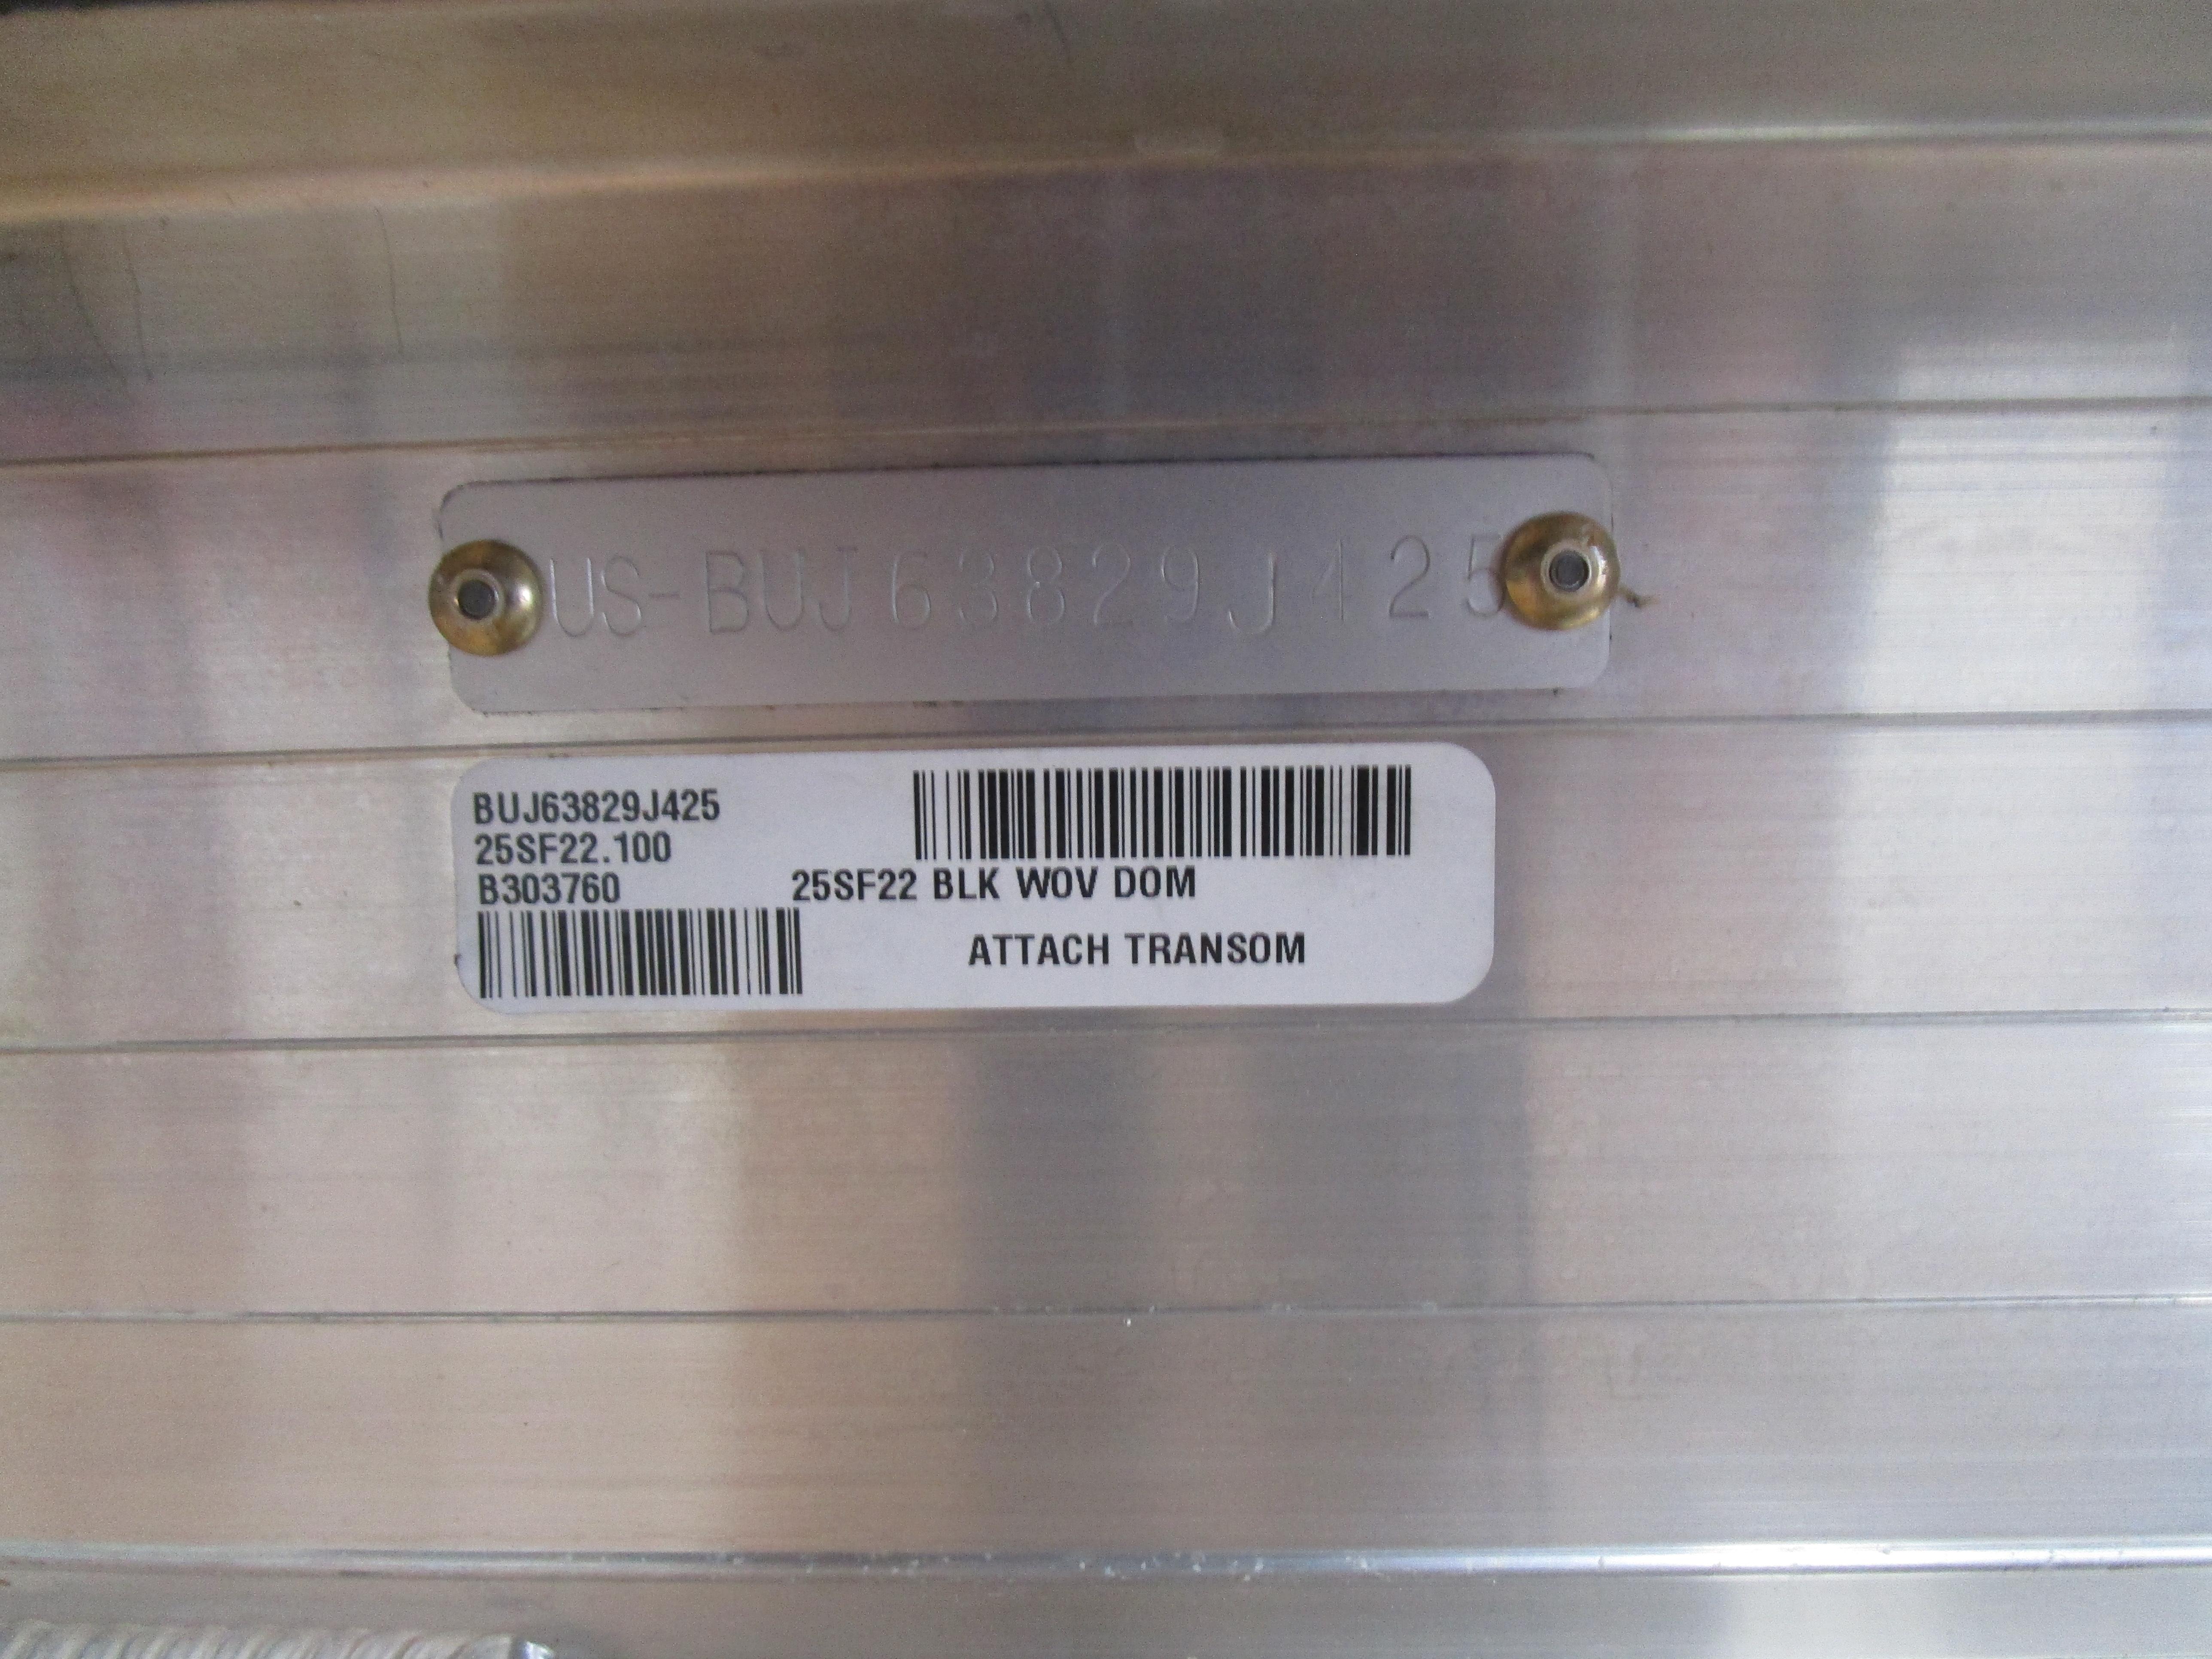 US-BUJ63829J425
BUJ63829J425
25SF22.100
B303760
25SF22 BLK WOV DOM
ATTACH TRANSOM